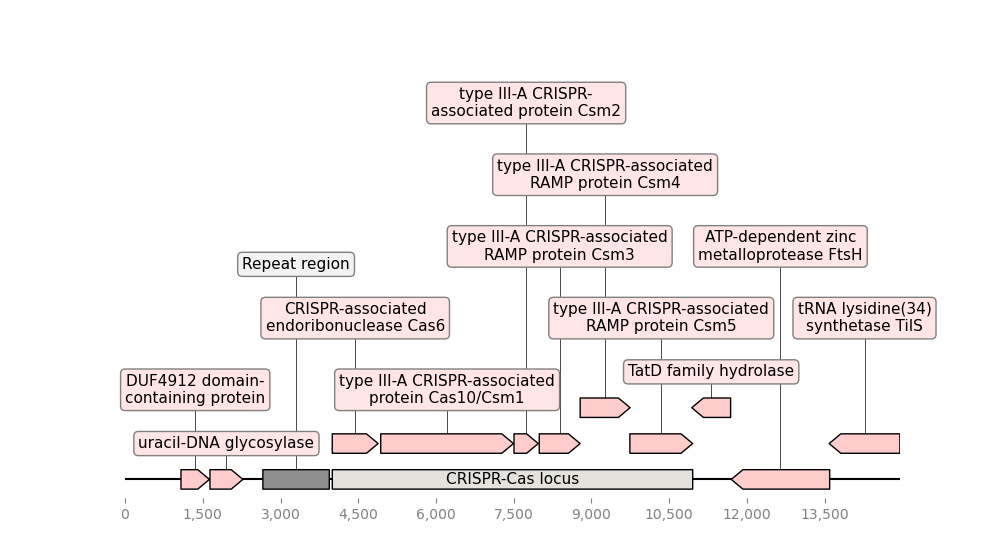 type III-A CRISPR-
associated protein Csm2
type III-A CRISPR-associated
RAMP protein Csm4
type III-A CRISPR-associated
RAMP protein Csm3
ATP-dependent zinc
metalloprotease FtsH
Repeat region
CRISPR-associated
endoribonuclease Cas6
type III-A CRISPR-associated
RAMP protein Csm5
tRNA lysidine(34)
synthetase TilS
TatD family hydrolase
DUF4912 domain-
containing protein
type III-A CRISPR-associated
protein Cas10/Csm1
uracil-DNA glycosylase
CRISPR-Cas locus
0 1,500 3,000 4,500 6,000 7,500 9,000 10,500 12,000 13,500